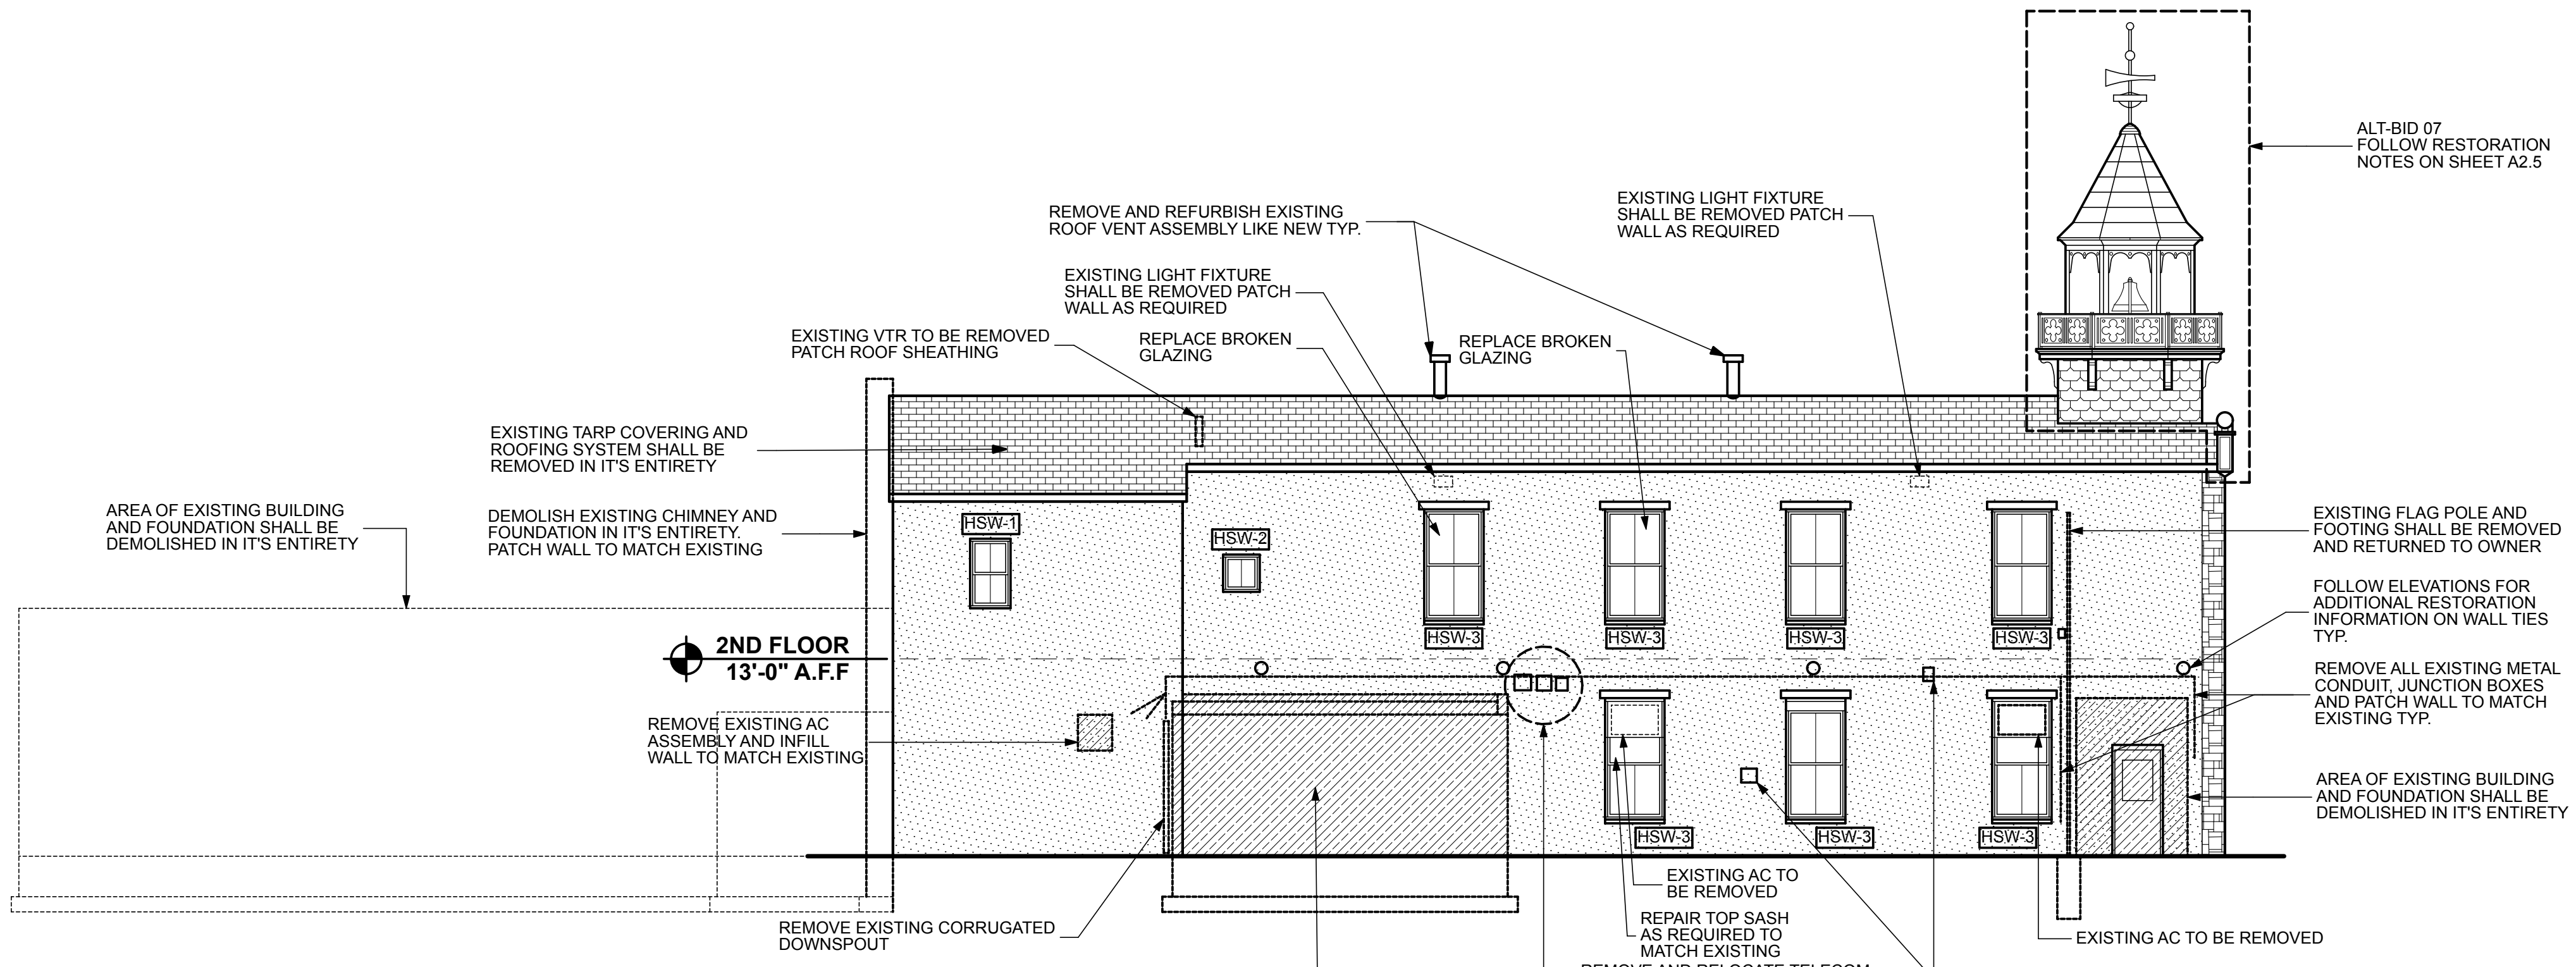 ALT-BID 07
FOLLOW RESTORATION
NOTES ON SHEET A2.5
EXISTING LIGHT FIXTURE
SHALL BE REMOVED PATCH
WALL AS REQUIRED
REMOVE AND REFURBISH EXISTING
ROOF VENT ASSEMBLY LIKE NEW TYP.
EXISTING LIGHT FIXTURE
SHALL BE REMOVED PATCH
WALL AS REQUIRED
EXISTING VTR TO BE REMOVED
PATCH ROOF SHEATHING
REPLACE BROKEN
GLAZING
REPLACE BROKEN
GLAZING
EXISTING TARP COVERING AND
ROOFING SYSTEM SHALL BE
REMOVED IN IT'S ENTIRETY
AREA OF EXISTING BUILDING
AND FOUNDATION SHALL BE
DEMOLISHED IN IT'S ENTIRETY
DEMOLISH EXISTING CHIMNEY AND
FOUNDATION IN IT'S ENTIRETY.
PATCH WALL TO MATCH EXISTING
HSW-1
HSW-2
EXISTING FLAG POLE AND
FOOTING SHALL BE REMOVED
AND RETURNED TO OWNER
FOLLOW ELEVATIONS FOR
ADDITIONAL RESTORATION
INFORMATION ON WALL TIES
TYP.
HSW-3
HSW-3
HSW-3
HSW-3
2ND FLOOR
13'-0" A.F.F
REMOVE ALL EXISTING METAL
CONDUIT, JUNCTION BOXES
AND PATCH WALL TO MATCH
EXISTING TYP.
REMOVE EXISTING AC
ASSEMBLY AND INFILL
WALL TO MATCH EXISTING
AREA OF EXISTING BUILDING
AND FOUNDATION SHALL BE
DEMOLISHED IN IT'S ENTIRETY
HSW-3
HSW-3
HSW-3
EXISTING AC TO
BE REMOVED
REPAIR TOP SASH
AS REQUIRED TO
MATCH EXISTING
REMOVE EXISTING CORRUGATED
DOWNSPOUT
EXISTING AC TO BE REMOVED
REMOVE AND RELOCATE TELECOM